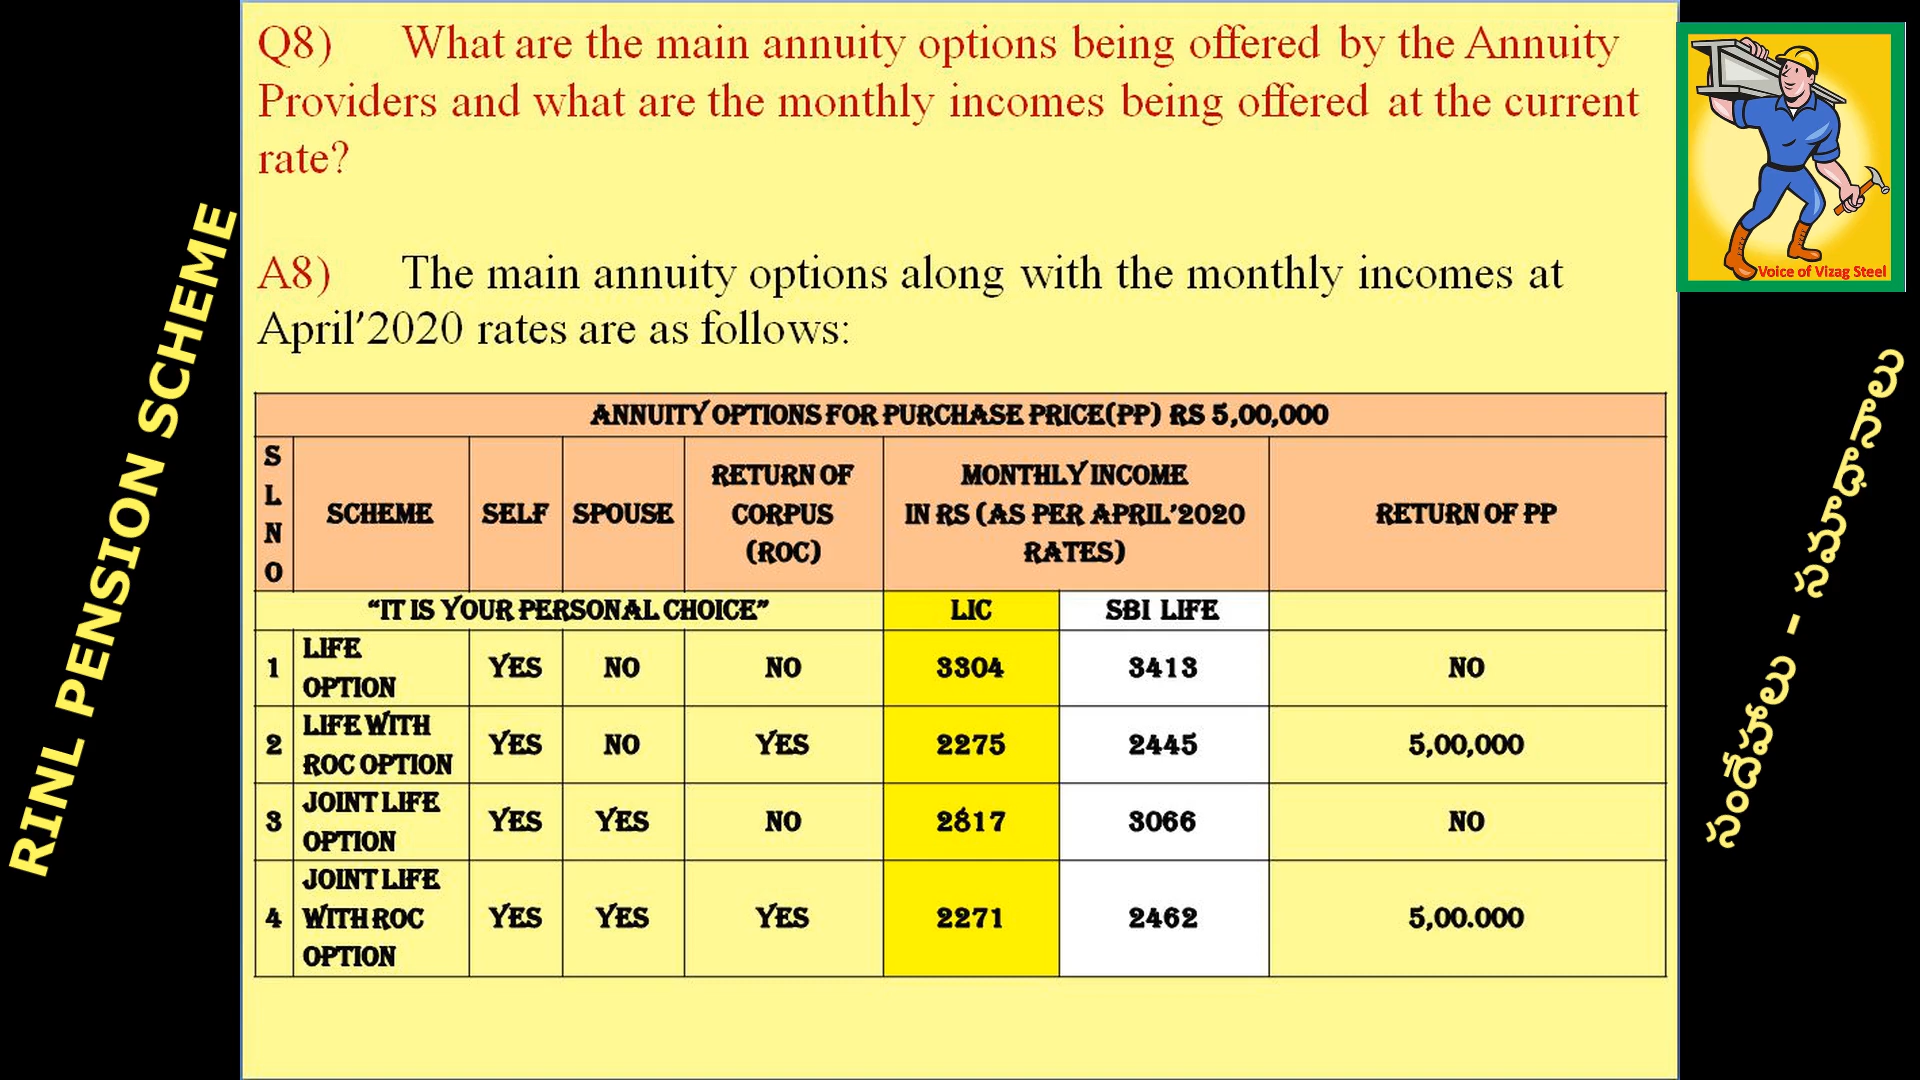 Q8) What are the main annuity options being offered by the Annuity
Providers and what are the monthly incomes being offered at the current
rate?
A8) The main annuity options along with the monthly incomes at
April'2020 rates are as follows:
ANNUITY OPTIONS FOR PURCHASE PRICE(PP) RS 5,00,000
SLNO SCHEME SELF SPOUSE RETURN OF CORPUS (ROC) MONTHLY INCOME IN RS (AS PER APRIL'2020 RATES) RETURN OF PP
"IT IS YOUR PERSONAL CHOICE" LIC SBI LIFE
1 LIFE OPTION YES NO NO 3304 3413 NO
2 LIFE WITH ROC OPTION YES NO YES 2275 2445 5,00,000
3 JOINT LIFE OPTION YES YES NO 2817 3066 NO
4 JOINT LIFE WITH ROC OPTION YES YES YES 2271 2462 5,00.000
RINL PENSION SCHEME
Voice of Vizag Steel
సందేహాలు - సమాధానాలు